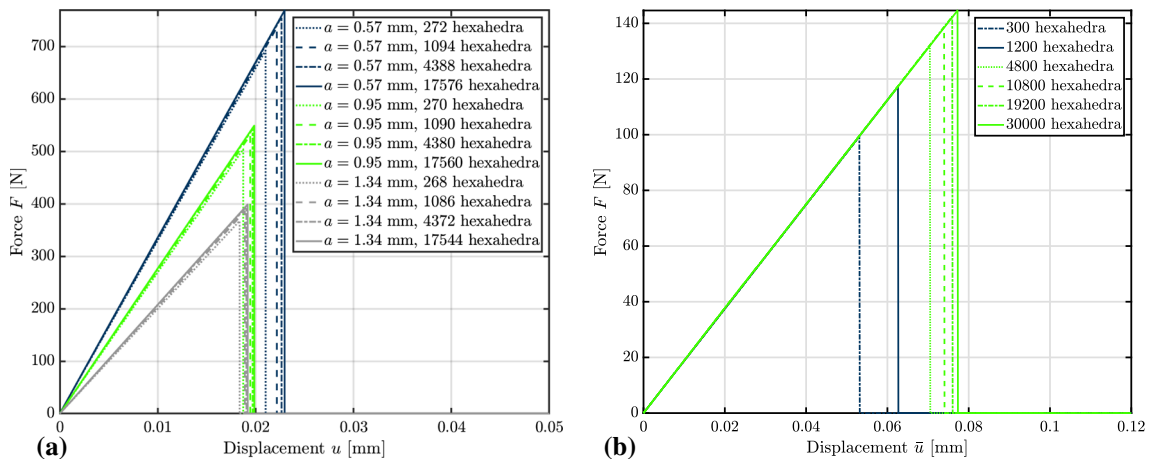 700
600
500
400
300
200
100
0
Force F [N]
0
0.01
0.02
0.03
0.04
0.05
Displacement u [mm]
(a)
a = 0.57 mm, 272 hexahedra
a = 0.57 mm, 1094 hexahedra
a = 0.57 mm, 4388 hexahedra
a = 0.57 mm, 17576 hexahedra
a = 0.95 mm, 270 hexahedra
a = 0.95 mm, 1090 hexahedra
a = 0.95 mm, 4380 hexahedra
a = 0.95 mm, 17560 hexahedra
a = 1.34 mm, 268 hexahedra
a = 1.34 mm, 1086 hexahedra
a = 1.34 mm, 4372 hexahedra
a = 1.34 mm, 17544 hexahedra
140
120
100
80
60
40
20
0
Force F [N]
0
0.02
0.04
0.06
0.08
0.1
0.12
Displacement ū [mm]
(b)
300 hexahedra
1200 hexahedra
4800 hexahedra
10800 hexahedra
19200 hexahedra
30000 hexahedra